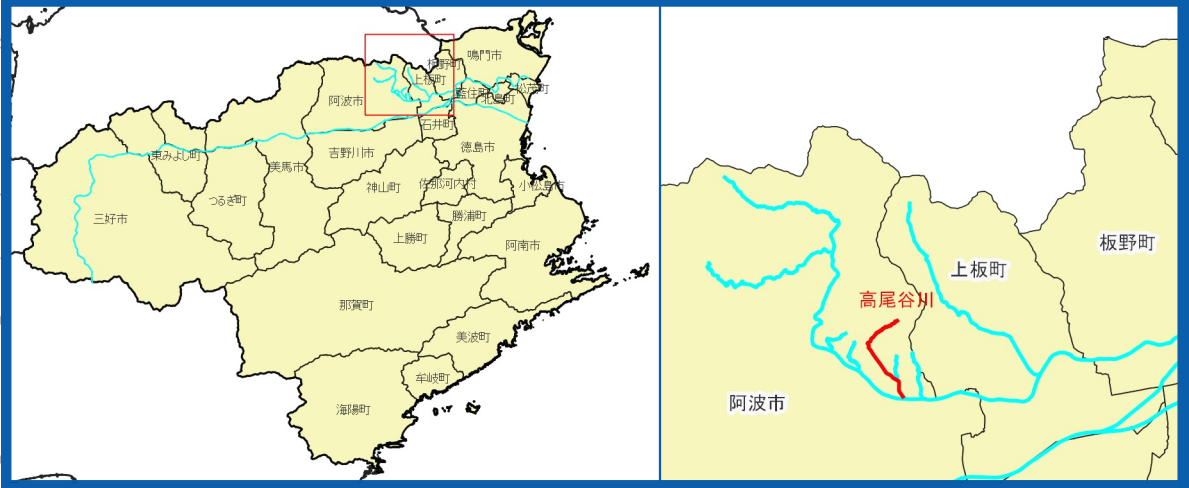 鳴門市
板野町
上板町
藍住町
北島町
松茂町
阿波市
石井町
徳島市
吉野川市
東みよし町
美馬市
神山町
佐那河内村
小松島市
つるぎ町
三好市
勝浦町
上勝町
阿南市
那賀町
美波町
牟岐町
海陽町
板野町
上板町
高尾谷川
阿波市